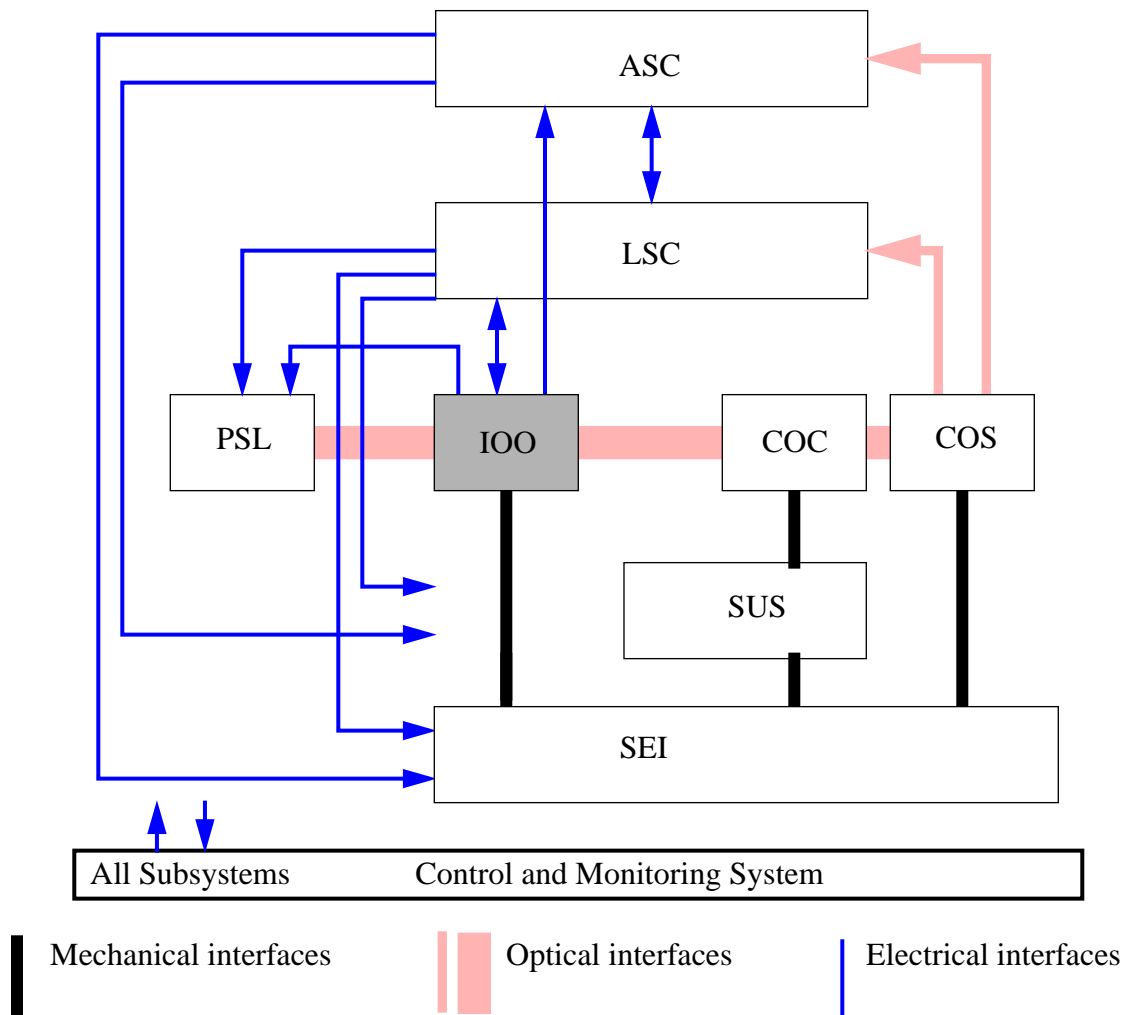 ASC
LSC
PSL
IOO
COC
COS
SUS
SEI
All Subsystems Control and Monitoring System
Mechanical interfaces Optical interfaces Electrical interfaces